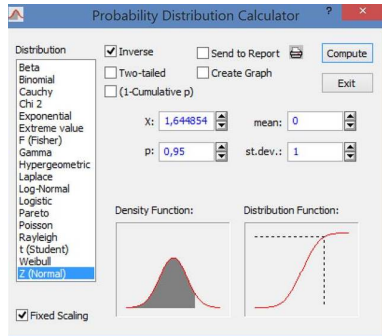 Probability Distribution Calculator ? ×
Distribution
Beta
Binomial
Cauchy
Chi 2
Exponential
Extreme value
F (Fisher)
Gamma
Hypergeometric
Laplace
Log-Normal
Logistic
Pareto
Poisson
Rayleigh
t (Student)
Weibull
Z (Normal)
Fixed Scaling
Inverse
Send to Report
Compute
Two-tailed
Create Graph
Exit
(1-Cumulative p)
X: 1,644854
mean: 0
p: 0,95
st.dev.: 1
Density Function:
Distribution Function: